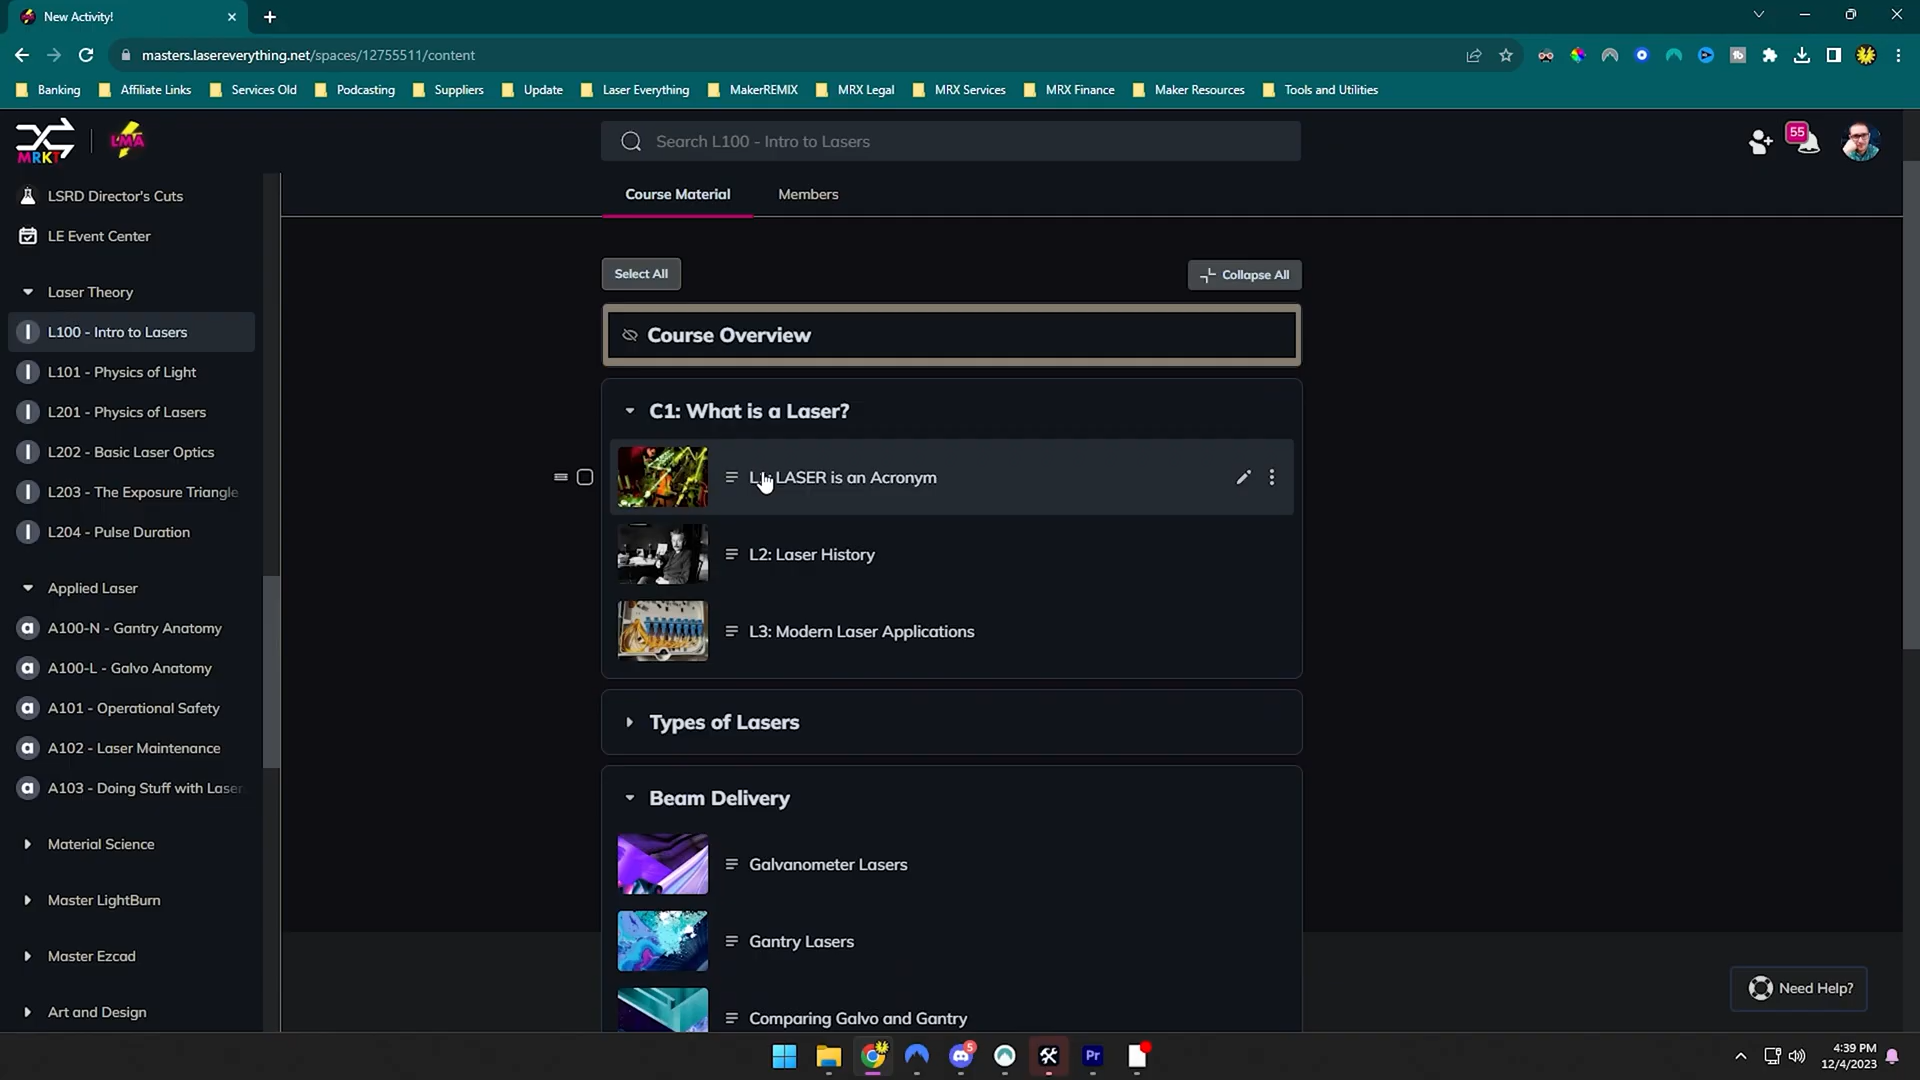 New Activity!
masters.lasereverything.net/spaces/12755511/content
Banking
Affiliate Links
Services Old
Podcasting
Suppliers
Update
Laser Everything
MakerREMIX
MRX Legal
MRX Services
MRX Finance
Maker Resources
Tools and Utilities
MRKT
LMA
Search L100 - Intro to Lasers
55
Course Material
Members
LSRD Director's Cuts
LE Event Center
Laser Theory
L100 - Intro to Lasers
L101 - Physics of Light
L201 - Physics of Lasers
L202 - Basic Laser Optics
L203 - The Exposure Triangle
L204 - Pulse Duration
Applied Laser
A100-N - Gantry Anatomy
A100-L - Galvo Anatomy
A101 - Operational Safety
A102 - Laser Maintenance
A103 - Doing Stuff with Laser
Material Science
Master LightBurn
Master Ezcad
Art and Design
Select All
Collapse All
Course Overview
C1: What is a Laser?
LASER is an Acronym
L2: Laser History
L3: Modern Laser Applications
Types of Lasers
Beam Delivery
Galvanometer Lasers
Gantry Lasers
Comparing Galvo and Gantry
Need Help?
5
Pr
4:39 PM
12/4/2023